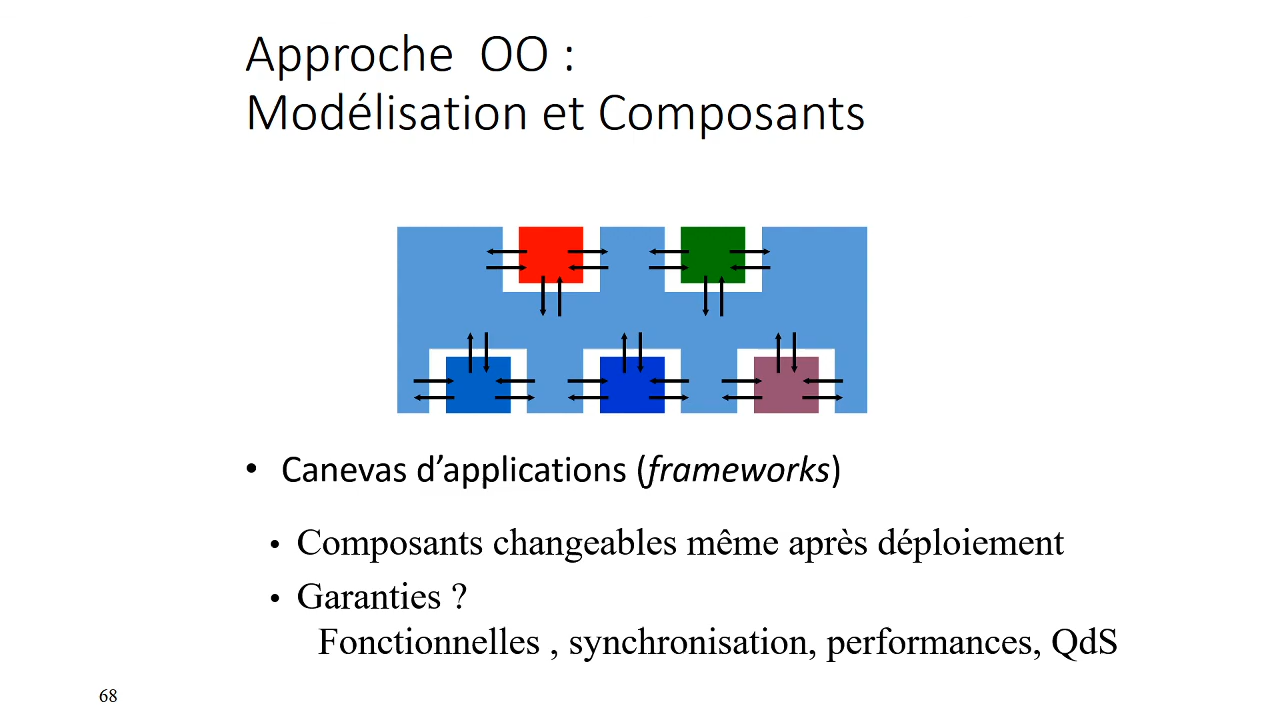 Approche OO :
Modélisation et Composants
• Canevas d’applications (frameworks)
• Composants changeables même après déploiement
• Garanties ?
Fonctionnelles , synchronisation, performances, QdS
68